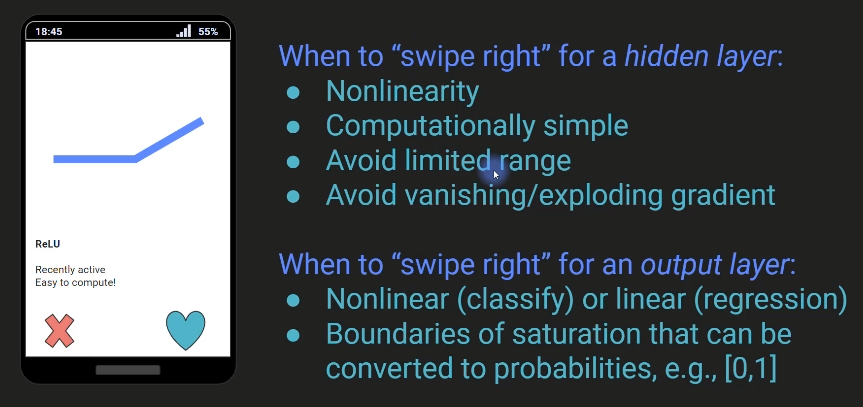 18:45 55%
ReLU
Recently active
Easy to compute!
When to “swipe right” for a hidden layer:
● Nonlinearity
● Computationally simple
● Avoid limited range
● Avoid vanishing/exploding gradient
When to “swipe right” for an output layer:
● Nonlinear (classify) or linear (regression)
● Boundaries of saturation that can be
converted to probabilities, e.g., [0,1]